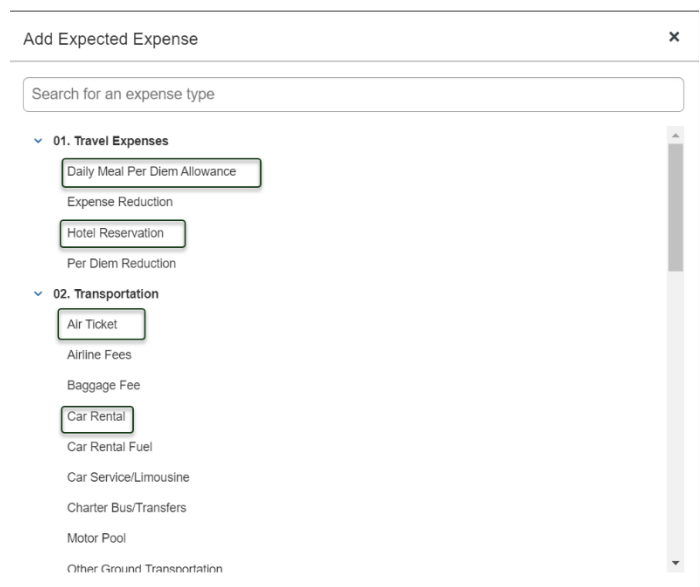 Add Expected Expense
Search for an expense type
01. Travel Expenses
Daily Meal Per Diem Allowance
Expense Reduction
Hotel Reservation
Per Diem Reduction
02. Transportation
Air Ticket
Airline Fees
Baggage Fee
Car Rental
Car Rental Fuel
Car Service/Limousine
Charter Bus/Transfers
Motor Pool
Other Ground Transportation